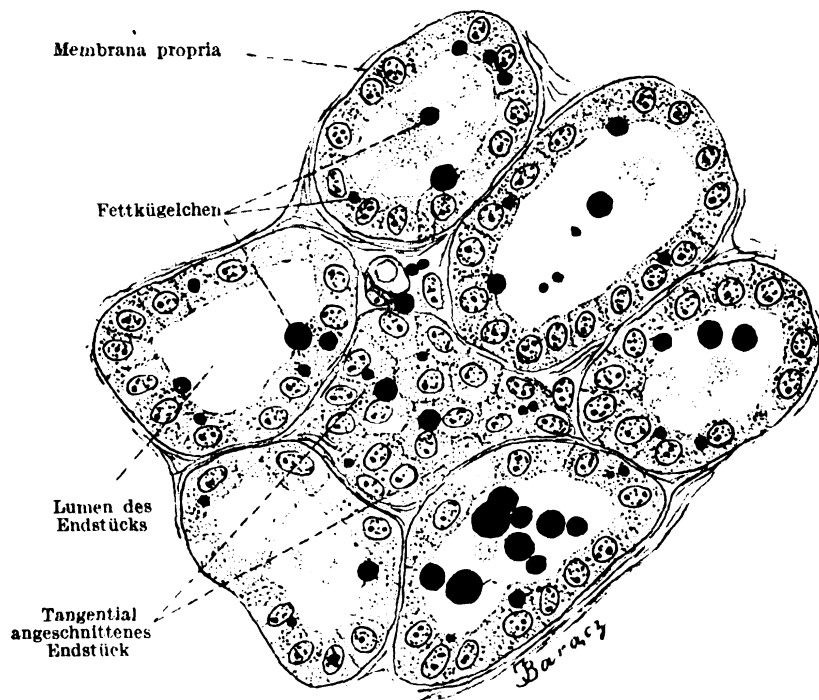 Membrana propria
Fettkügelchen
Lumen des
Endstücks
Tangential
angeschnittenes
Endstück
Baracz